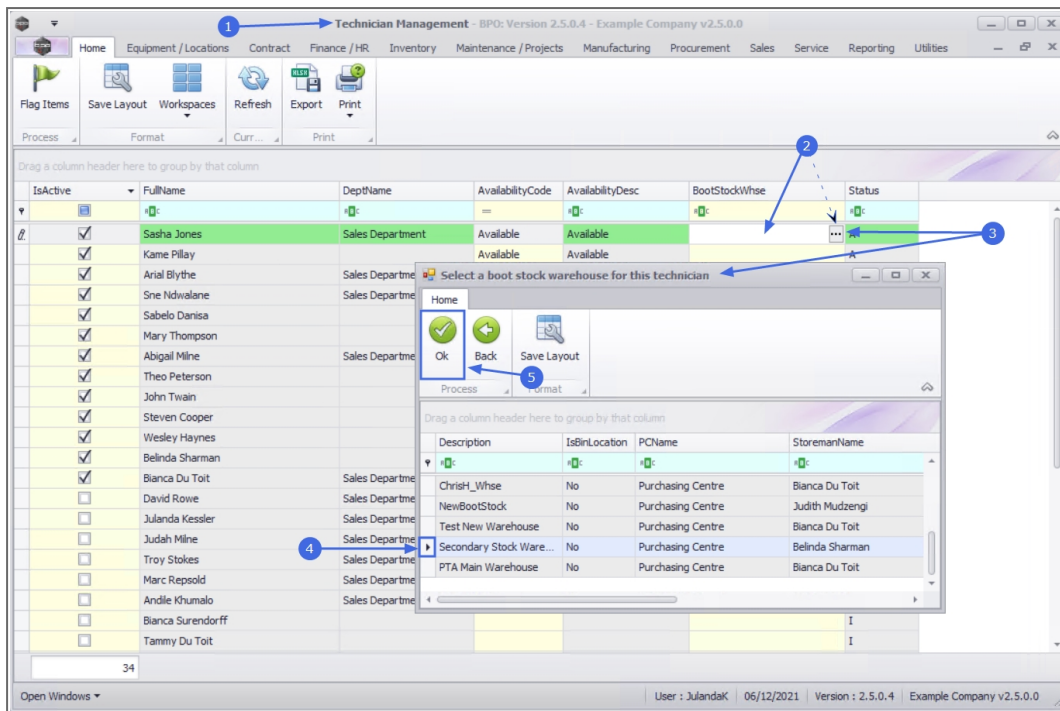 1
Technician Management - BPO: Version 2.5.0.4 - Example Company v2.5.0.0
Home Equipment / Locations Contract Finance / HR Inventory Maintenance / Projects Manufacturing Procurement Sales Service Reporting Utilities
Flag Items Save Layout Workspaces Refresh Export Print
Process Format Curr... Print
Drag a column header here to group by that column
2
IsActive FullName DeptName AvailabilityCode AvailabilityDesc BootStockWhse Status
Sasha Jones Sales Department Available Available ... A
3
Kame Pillay Available Available A
Arial Blythe Sales Departme
Sne Ndwalane Sales Departme
Sabelo Danisa
Mary Thompson
Abigail Milne Sales Departme
Theo Peterson
John Twain
Steven Cooper
Wesley Haynes
Belinda Sharman
Bianca Du Toit Sales Departme
David Rowe Sales Departme
Julanda Kessler Sales Departme
Judah Milne Sales Departme
Troy Stokes Sales Departme
Marc Repsold Sales Departme
Andile Khumalo Sales Departme
Bianca Surendorff I
Tammy Du Toit I
Select a boot stock warehouse for this technician
Home
Ok Back Save Layout
5
Process Format
Drag a column header here to group by that column
Description IsBinLocation PCName StoremanName
ChrisH_Whse No Purchasing Centre Bianca Du Toit
NewBootStock No Purchasing Centre Judith Mudzengi
Test New Warehouse No Purchasing Centre Bianca Du Toit
4
Secondary Stock Ware... No Purchasing Centre Belinda Sharman
PTA Main Warehouse No Purchasing Centre Bianca Du Toit
34
Open Windows User : JulandaK 06/12/2021 Version : 2.5.0.4 Example Company v2.5.0.0